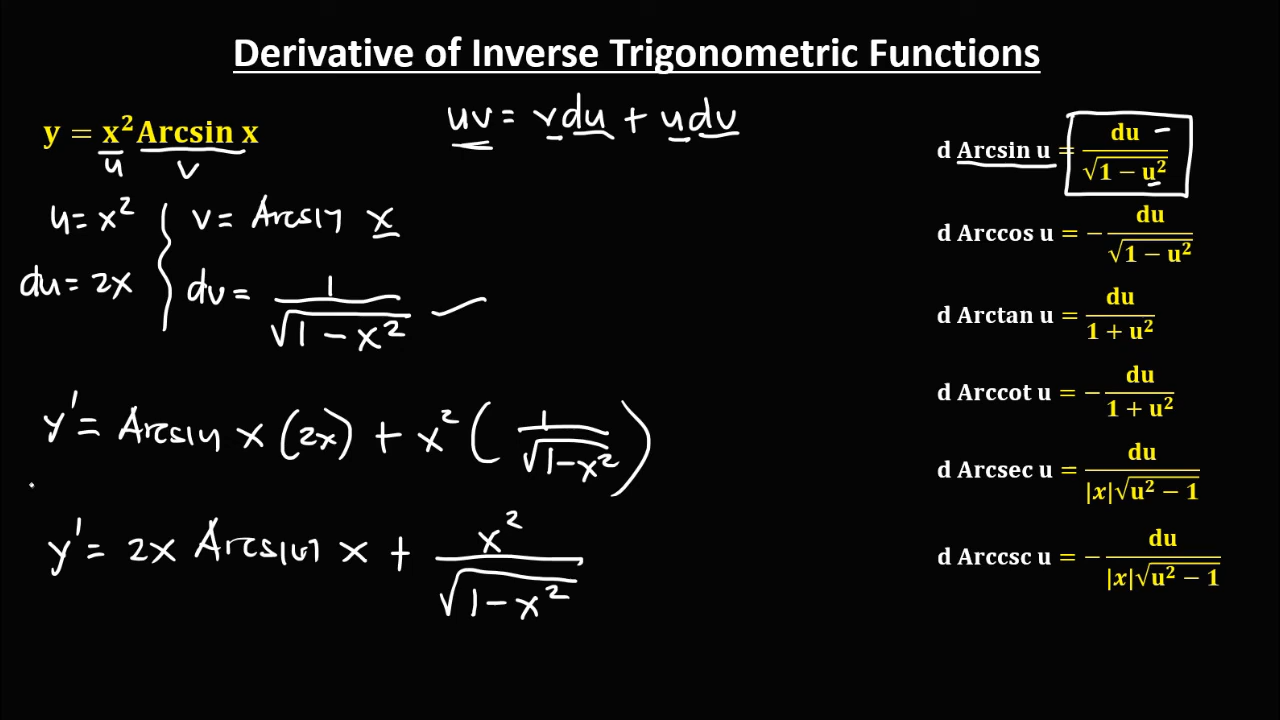 Derivative of Inverse Trigonometric Functions
y = x² Arcsin x
u v
uv = vdu + udv
u = x² v = Arcsin x
du = 2x dv = 1/√(1 − x²)
y' = Arcsin x (2x) + x² (1/√(1−x²))
y' = 2x Arcsin x + x²/√(1−x²)
d Arcsin u = du/√(1 − u²)
d Arccos u = − du/√(1 − u²)
d Arctan u = du/(1 + u²)
d Arccot u = − du/(1 + u²)
d Arcsec u = du/(|x|√(u² − 1))
d Arccsc u = − du/(|x|√(u² − 1))